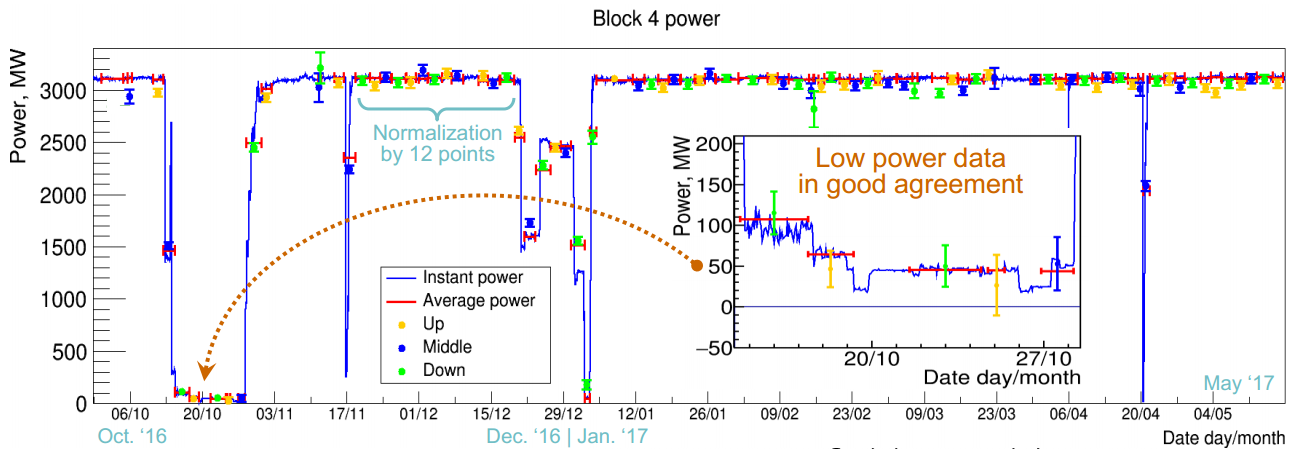 Block 4 power
Power, MW
3000
2500
2000
1500
1000
500
0
Normalization
by 12 points
Instant power
Average power
Up
Middle
Down
Low power data
in good agreement
Power, MW
200
150
100
50
0
−50
20/10 27/10
Date day/month
May ‘17
06/10 20/10 03/11 17/11 01/12 15/12 29/12 12/01 26/01 09/02 23/02 09/03 23/03 06/04 20/04 04/05
Oct. ‘16 Dec. ‘16 | Jan. ‘17
Date day/month